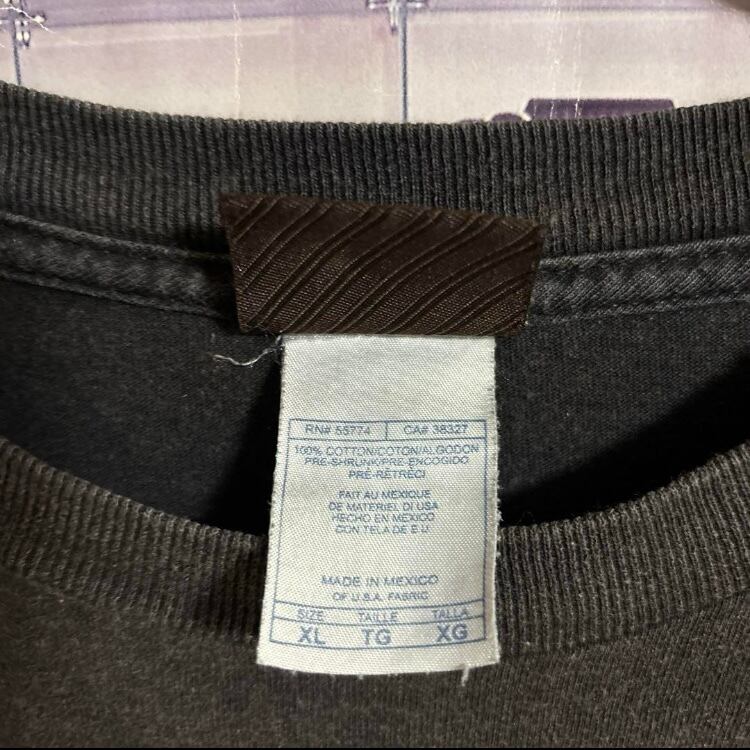 RN# 55774 CA# 38327
100% COTTON/COTON/ALGODON
PRE-SHRUNK/PRE-ENCOGIDO
PRÉ-RÉTRÉCI
FAIT AU MEXIQUE
DE MATERIEL DI USA
HECHO EN MEXICO
CON TELA DE E.U
MADE IN MEXICO
OF U.S.A. FABRIC
SIZE TAILLE TALLA
XL TG XG